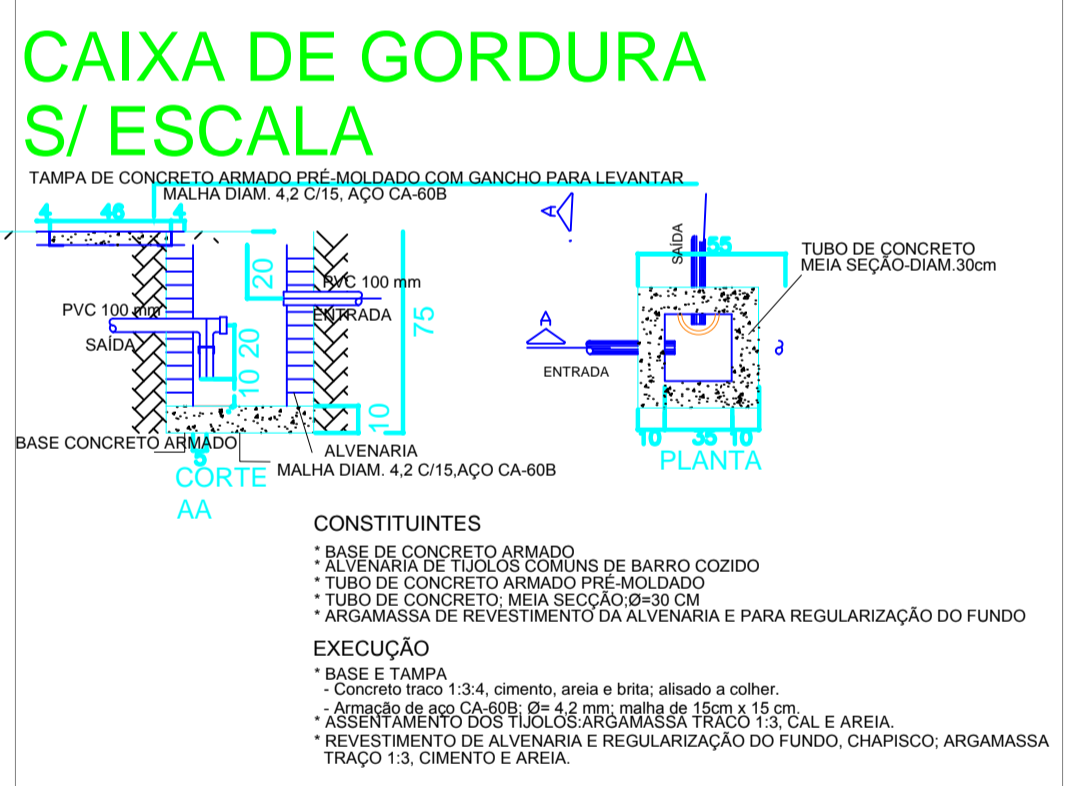 CAIXA DE GORDURA
S/ ESCALA
TAMPA DE CONCRETO ARMADO PRÉ-MOLDADO COM GANCHO PARA LEVANTAR
MALHA DIAM. 4,2 C/15, AÇO CA-60B
4 46 4
20
PVC 100 mm
ENTRADA
75
PVC 100 mm
SAÍDA
20
10
10
BASE CONCRETO ARMADO
5
ALVENARIA
MALHA DIAM. 4,2 C/15,AÇO CA-60B
CORTE
AA
A
SAÍDA
55
TUBO DE CONCRETO
MEIA SEÇÃO-DIAM.30cm
A
ENTRADA
10 35 10
PLANTA
CONSTITUINTES
* BASE DE CONCRETO ARMADO
* ALVENARIA DE TIJOLOS COMUNS DE BARRO COZIDO
* TUBO DE CONCRETO ARMADO PRÉ-MOLDADO
* TUBO DE CONCRETO; MEIA SECÇÃO;Ø=30 CM
* ARGAMASSA DE REVESTIMENTO DA ALVENARIA E PARA REGULARIZAÇÃO DO FUNDO
EXECUÇÃO
* BASE E TAMPA
- Concreto traco 1:3:4, cimento, areia e brita; alisado a colher.
- Armação de aço CA-60B; Ø= 4,2 mm; malha de 15cm x 15 cm.
* ASSENTAMENTO DOS TIJOLOS:ARGAMASSA TRACO 1:3, CAL E AREIA.
* REVESTIMENTO DE ALVENARIA E REGULARIZAÇÃO DO FUNDO, CHAPISCO; ARGAMASSA
TRAÇO 1:3, CIMENTO E AREIA.